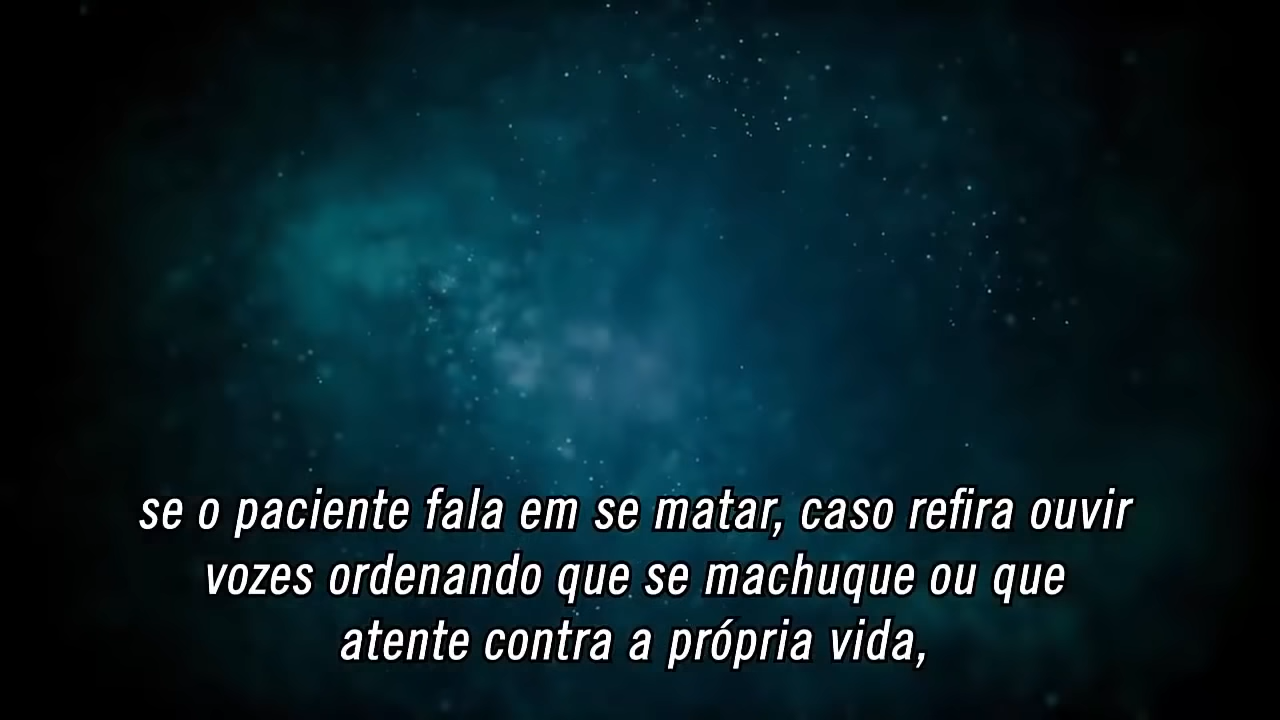 se o paciente fala em se matar, caso refira ouvir
vozes ordenando que se machuque ou que
atente contra a própria vida,